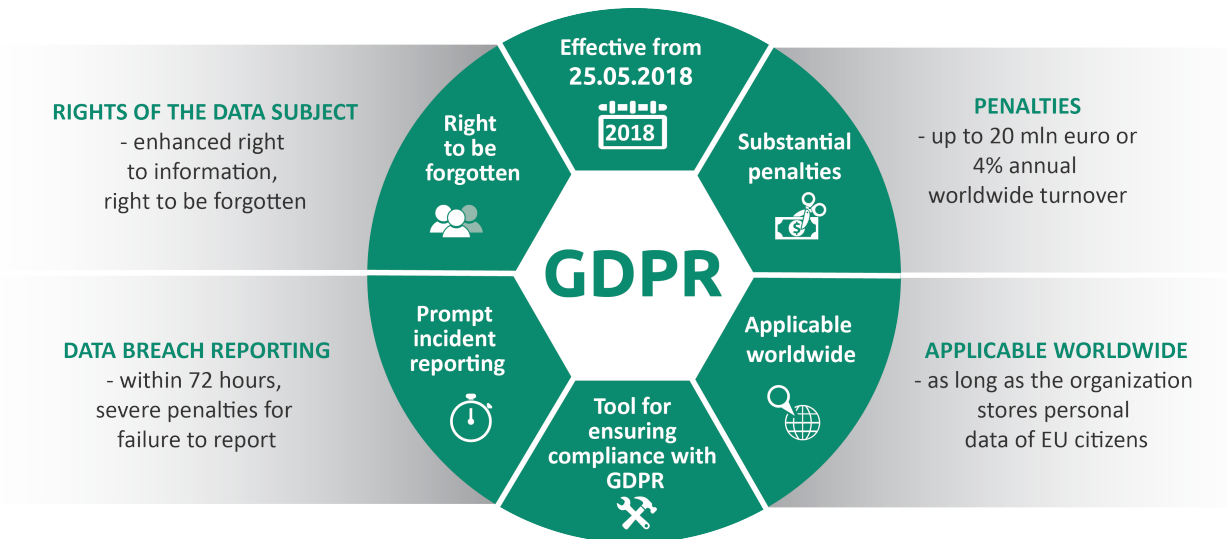 Effective from
25.05.2018
2018
RIGHTS OF THE DATA SUBJECT
- enhanced right
to information,
right to be forgotten
Right
to be
forgotten
Substantial
penalties
PENALTIES
- up to 20 mln euro or
4% annual
worldwide turnover
GDPR
DATA BREACH REPORTING
- within 72 hours,
severe penalties for
failure to report
Prompt
incident
reporting
Applicable
worldwide
APPLICABLE WORLDWIDE
- as long as the organization
stores personal
data of EU citizens
Tool for
ensuring
compliance with
GDPR